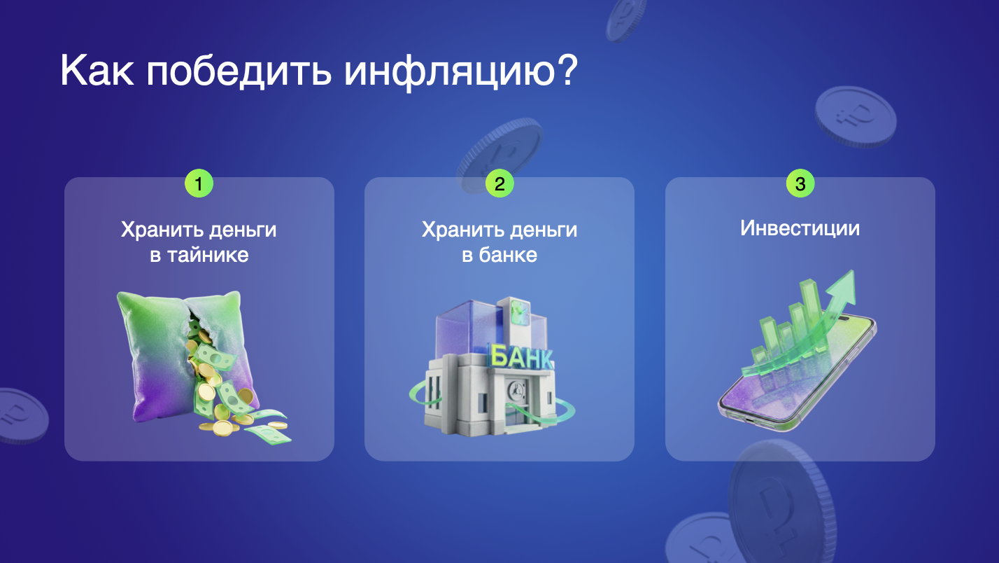 Как победить инфляцию?
1
Хранить деньги
в тайнике
2
Хранить деньги
в банке
БАНК
3
Инвестиции